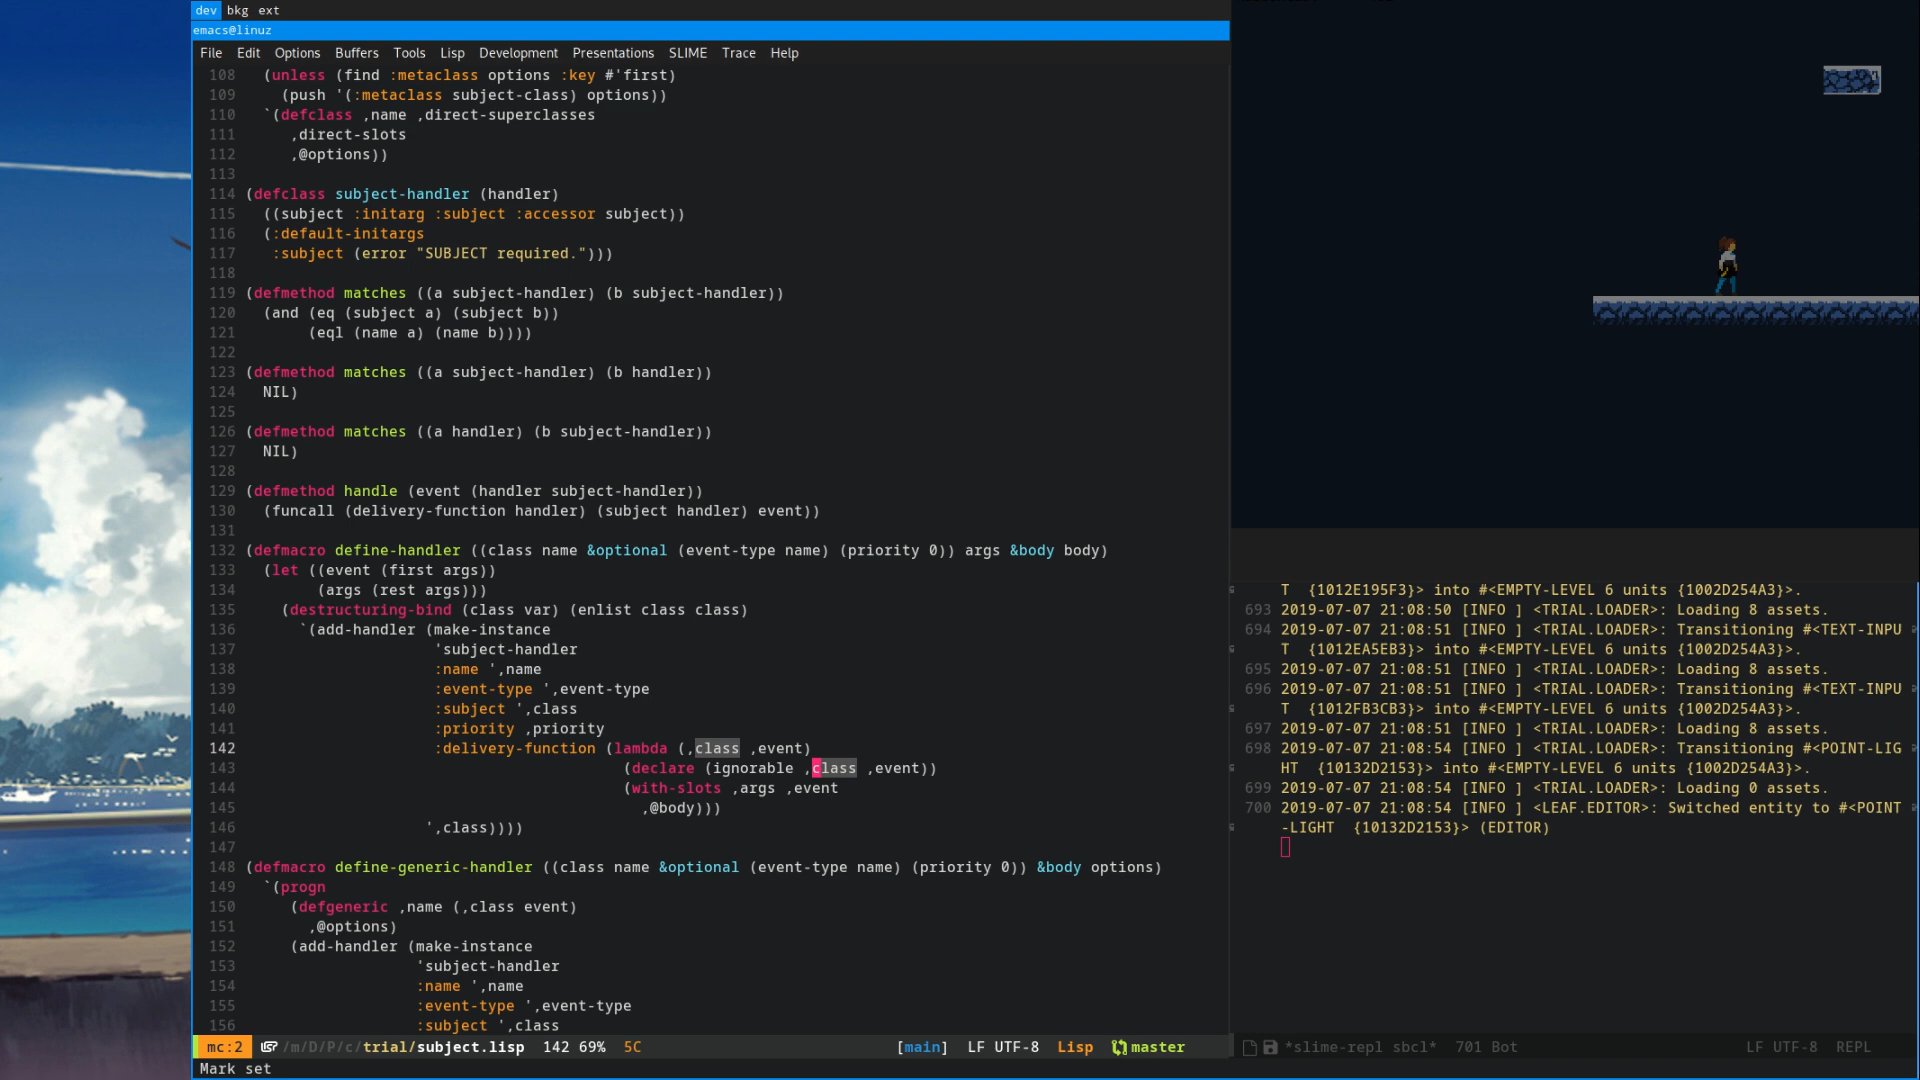 dev bkg ext
emacs@linuz
File Edit Options Buffers Tools Lisp Development Presentations SLIME Trace Help
108 (unless (find :metaclass options :key #'first)
109 (push '(:metaclass subject-class) options))
110 `(defclass ,name ,direct-superclasses
111 ,direct-slots
112 ,@options))
113
114 (defclass subject-handler (handler)
115 ((subject :initarg :subject :accessor subject))
116 (:default-initargs
117 :subject (error "SUBJECT required.")))
118
119 (defmethod matches ((a subject-handler) (b subject-handler))
120 (and (eq (subject a) (subject b))
121 (eql (name a) (name b))))
122
123 (defmethod matches ((a subject-handler) (b handler))
124 NIL)
125
126 (defmethod matches ((a handler) (b subject-handler))
127 NIL)
128
129 (defmethod handle (event (handler subject-handler))
130 (funcall (delivery-function handler) (subject handler) event))
131
132 (defmacro define-handler ((class name &optional (event-type name) (priority 0)) args &body body)
133 (let ((event (first args))
134 (args (rest args)))
135 (destructuring-bind (class var) (enlist class class)
136 `(add-handler (make-instance
137 'subject-handler
138 :name ',name
139 :event-type ',event-type
140 :subject ',class
141 :priority ,priority
142 :delivery-function (lambda (,class ,event)
143 (declare (ignorable ,class ,event))
144 (with-slots ,args ,event
145 ,@body)))
146 ',class))))
147
148 (defmacro define-generic-handler ((class name &optional (event-type name) (priority 0)) &body options)
149 `(progn
150 (defgeneric ,name (,class event)
151 ,@options)
152 (add-handler (make-instance
153 'subject-handler
154 :name ',name
155 :event-type ',event-type
156 :subject ',class
mc:2 /m/D/P/c/trial/subject.lisp 142 69% 5C [main] LF UTF-8 Lisp master
Mark set
T {1012E195F3}> into #<EMPTY-LEVEL 6 units {1002D254A3}>.
693 2019-07-07 21:08:50 [INFO ] <TRIAL.LOADER>: Loading 8 assets.
694 2019-07-07 21:08:51 [INFO ] <TRIAL.LOADER>: Transitioning #<TEXT-INPU
T {1012EA5EB3}> into #<EMPTY-LEVEL 6 units {1002D254A3}>.
695 2019-07-07 21:08:51 [INFO ] <TRIAL.LOADER>: Loading 8 assets.
696 2019-07-07 21:08:51 [INFO ] <TRIAL.LOADER>: Transitioning #<TEXT-INPU
T {1012FB3CB3}> into #<EMPTY-LEVEL 6 units {1002D254A3}>.
697 2019-07-07 21:08:51 [INFO ] <TRIAL.LOADER>: Loading 8 assets.
698 2019-07-07 21:08:54 [INFO ] <TRIAL.LOADER>: Transitioning #<POINT-LIG
HT {10132D2153}> into #<EMPTY-LEVEL 6 units {1002D254A3}>.
699 2019-07-07 21:08:54 [INFO ] <TRIAL.LOADER>: Loading 0 assets.
700 2019-07-07 21:08:54 [INFO ] <LEAF.EDITOR>: Switched entity to #<POINT
-LIGHT {10132D2153}> (EDITOR)
*slime-repl sbcl* 701 Bot LF UTF-8 REPL